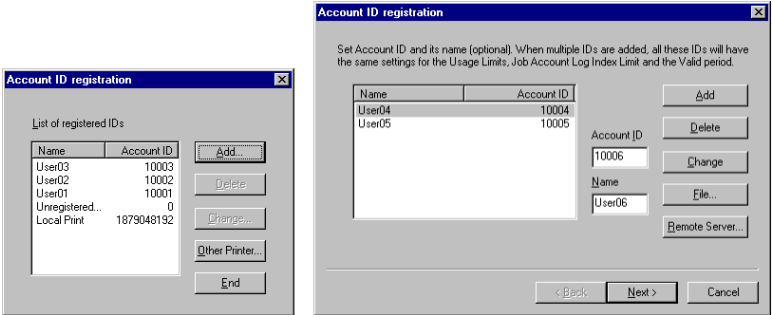 Account ID registration
List of registered IDs
Name Account ID
User03 10003
User02 10002
User01 10001
Unregistered... 0
Local Print 1879048192
Add...
Delete
Change...
Other Printer...
End
Account ID registration
Set Account ID and its name (optional). When multiple IDs are added, all these IDs will have
the same settings for the Usage Limits, Job Account Log Index Limit and the Valid period.
Name Account ID
User04 10004
User05 10005
Account ID
10006
Name
User06
Add
Delete
Change
File...
Remote Server...
< Back
Next >
Cancel